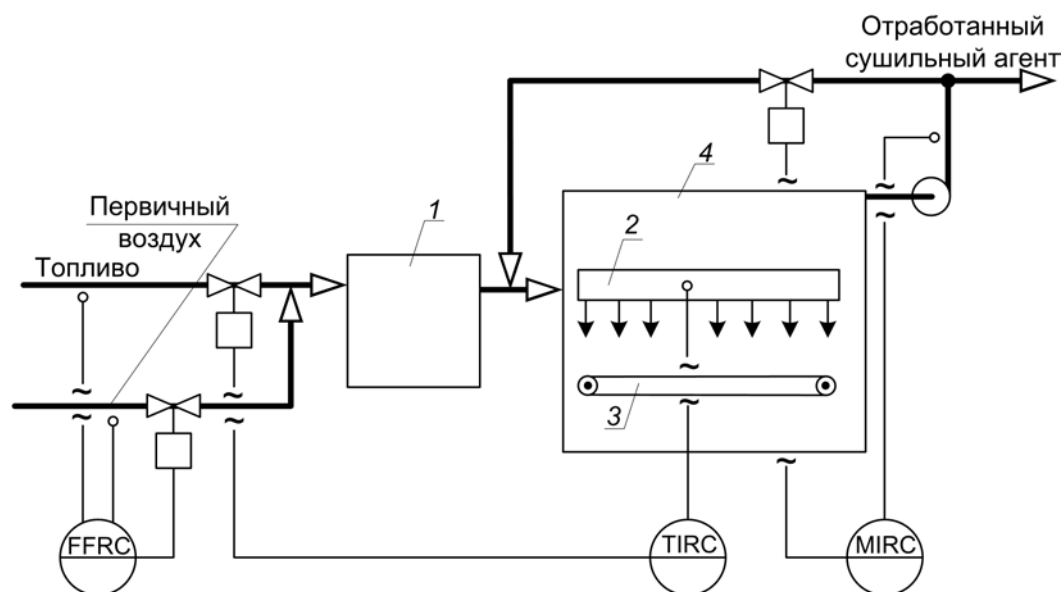 Отработанный
сушильный агент
4
Первичный
воздух
1
2
Топливо
3
FFRC
TIRC
MIRC